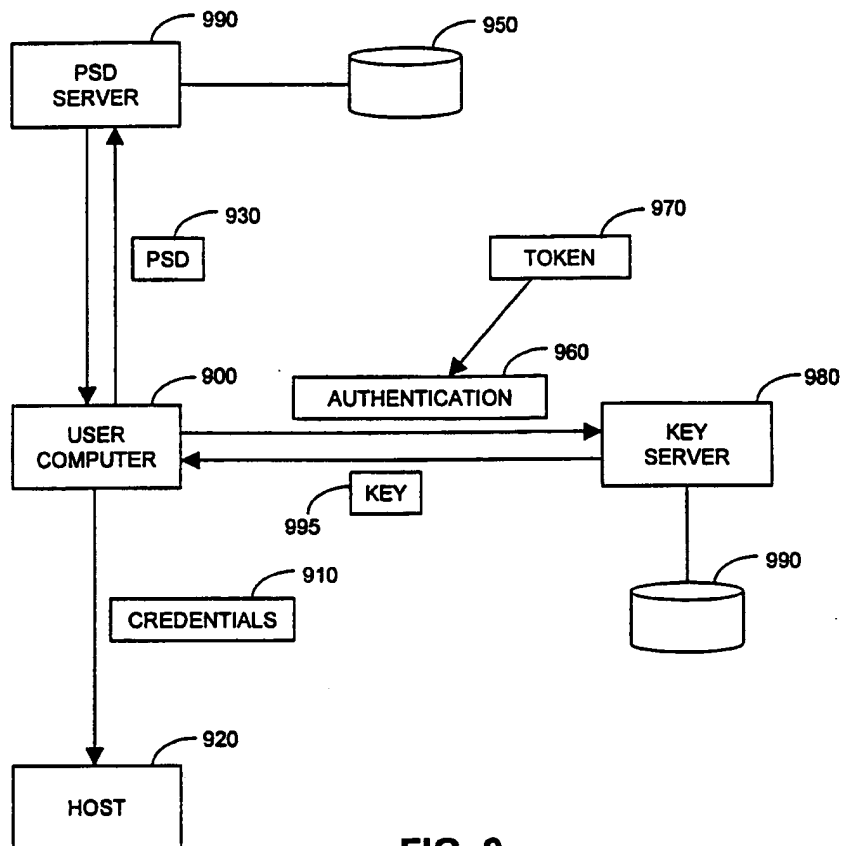 990
950
PSD
SERVER
930
970
PSD
TOKEN
960
900
980
AUTHENTICATION
USER
COMPUTER
KEY
SERVER
KEY
995
910
990
CREDENTIALS
920
HOST